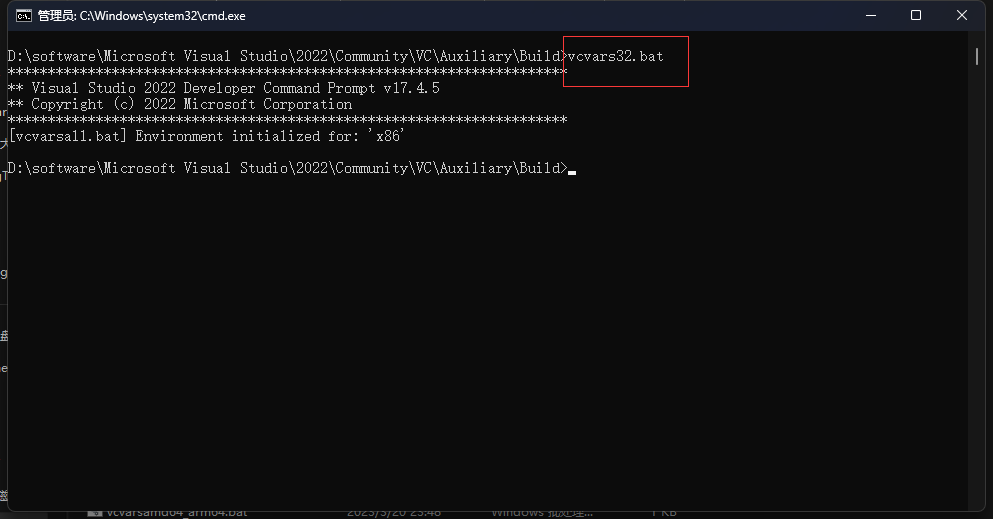 管理员: C:\Windows\system32\cmd.exe
D:\software\Microsoft Visual Studio\2022\Community\VC\Auxiliary\Build>vcvars32.bat
**********************************************************************
** Visual Studio 2022 Developer Command Prompt v17.4.5
** Copyright (c) 2022 Microsoft Corporation
**********************************************************************
[vcvarsall.bat] Environment initialized for: 'x86'
D:\software\Microsoft Visual Studio\2022\Community\VC\Auxiliary\Build>
vcvarsamd64_arm64.bat 2023/3/20 23:48 Windows 批处理... 1 KB